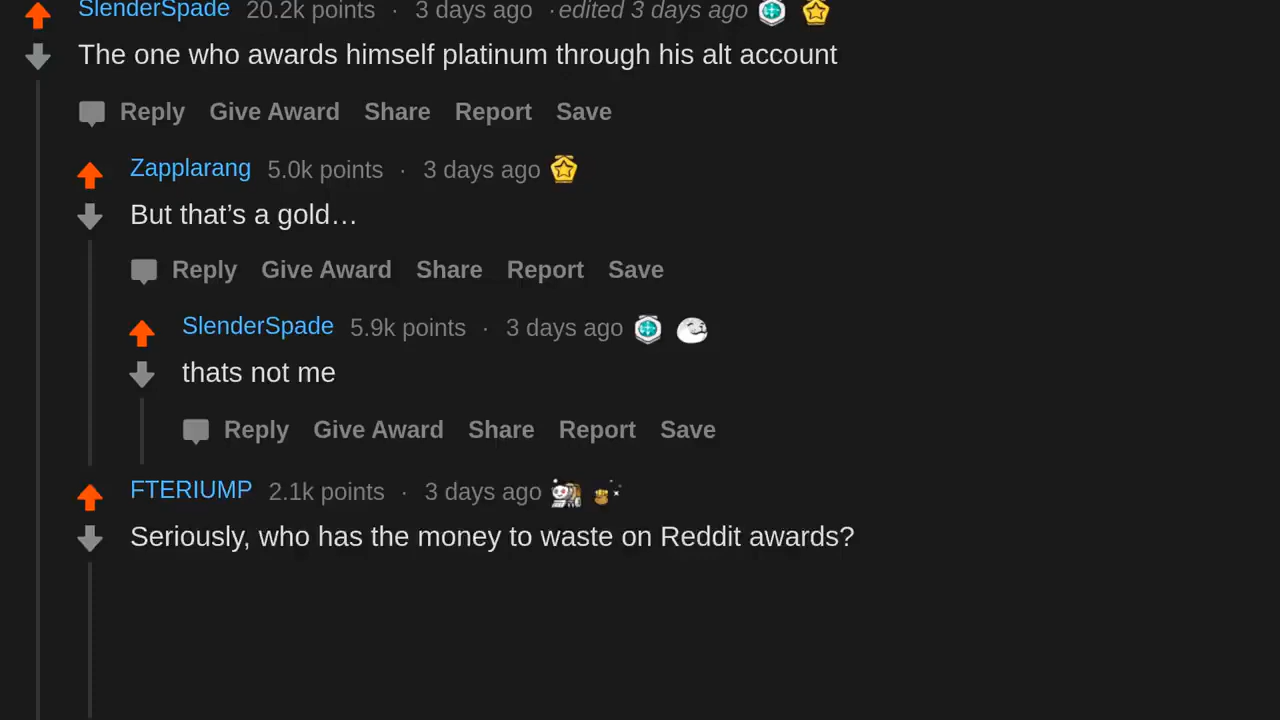 SlenderSpade 20.2k points · 3 days ago · edited 3 days ago
The one who awards himself platinum through his alt account
Reply Give Award Share Report Save
Zapplarang 5.0k points · 3 days ago
But that’s a gold…
Reply Give Award Share Report Save
SlenderSpade 5.9k points · 3 days ago
thats not me
Reply Give Award Share Report Save
FTERIUMP 2.1k points · 3 days ago
Seriously, who has the money to waste on Reddit awards?